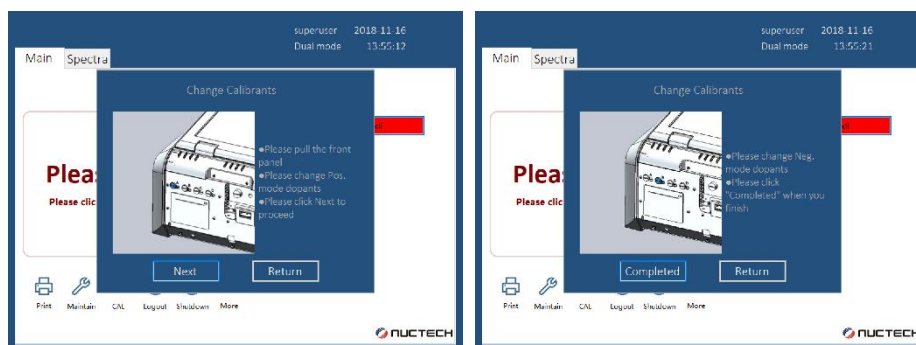 superuser 2018-11-16
Dual mode 13:55:12
Main Spectra
Change Calibrants
●Please pull the front
panel
●Please change Pos.
mode dopants
●Please click Next to
proceed
Please clic
Next Return
Print Maintain CAL Logout Shutdown More
NUCTECH
superuser 2018-11-16
Dual mode 13:55:21
Main Spectra
Change Calibrants
●Please change Neg.
mode dopants
●Please click
"Completed" when you
finish
Please clic
Completed Return
Print Maintain CAL Logout Shutdown More
NUCTECH